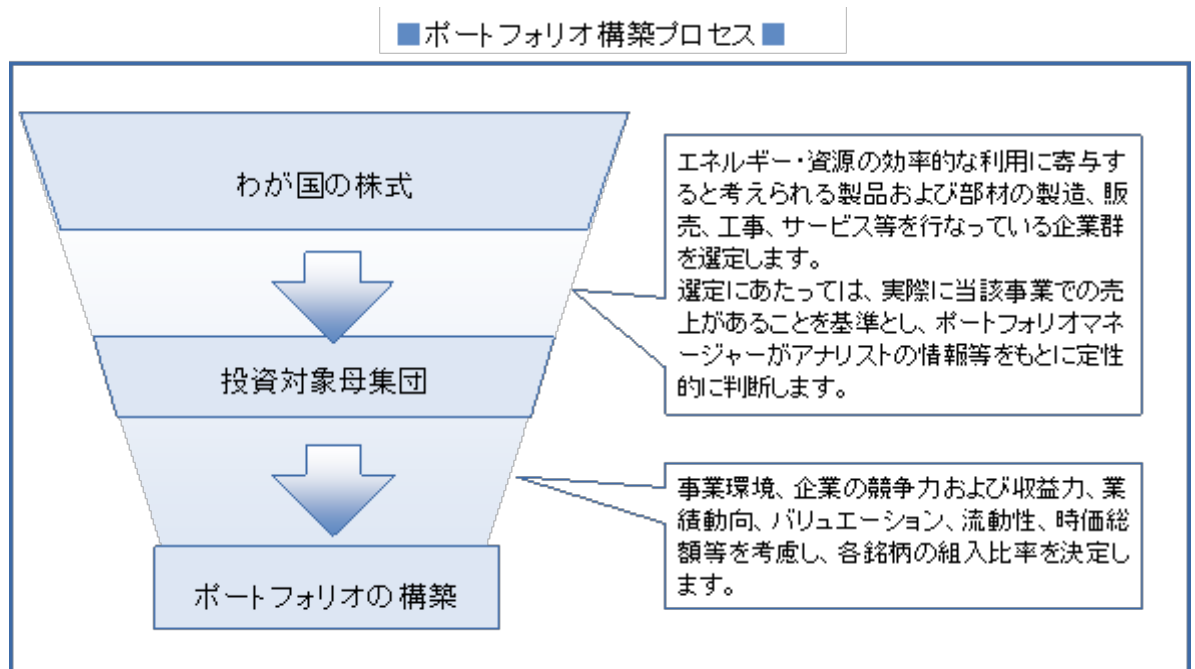 ■ポートフォリオ構築プロセス■
わが国の株式
エネルギー・資源の効率的な利用に寄与す
ると考えられる製品および部材の製造、販
売、工事、サービス等を行なっている企業群
を選定します。
選定にあたっては、実際に当該事業での売
上があることを基準とし、ポートフォリオマネ
ージャーがアナリストの情報等をもとに定性
的に判断します。
投資対象母集団
事業環境、企業の競争力および収益力、業
績動向、バリュエーション、流動性、時価総
額等を考慮し、各銘柄の組入比率を決定し
ます。
ポートフォリオの構築